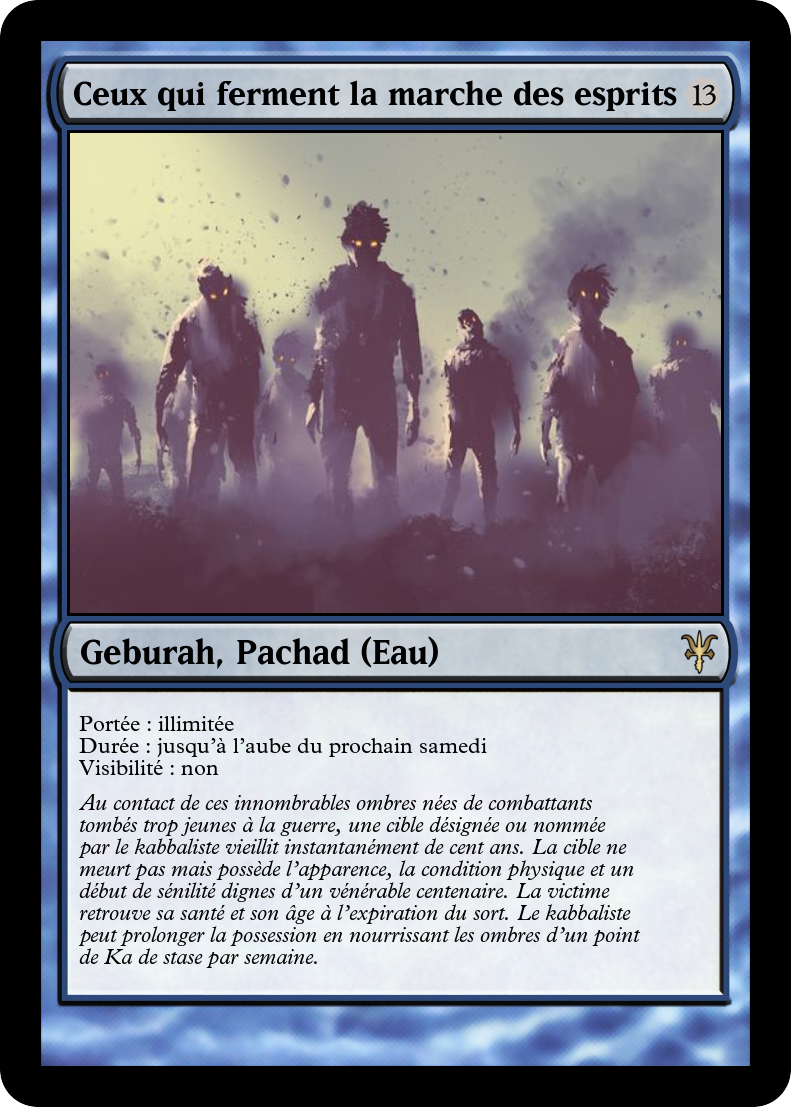 Ceux qui ferment la marche des esprits 13
Geburah, Pachad (Eau)
Portée : illimitée
Durée : jusqu'à l'aube du prochain samedi
Visibilité : non
Au contact de ces innombrables ombres nées de combattants
tombés trop jeunes à la guerre, une cible désignée ou nommée
par le kabbaliste vieillit instantanément de cent ans. La cible ne
meurt pas mais possède l'apparence, la condition physique et un
début de sénilité dignes d'un vénérable centenaire. La victime
retrouve sa santé et son âge à l'expiration du sort. Le kabbaliste
peut prolonger la possession en nourrissant les ombres d'un point
de Ka de stase par semaine.